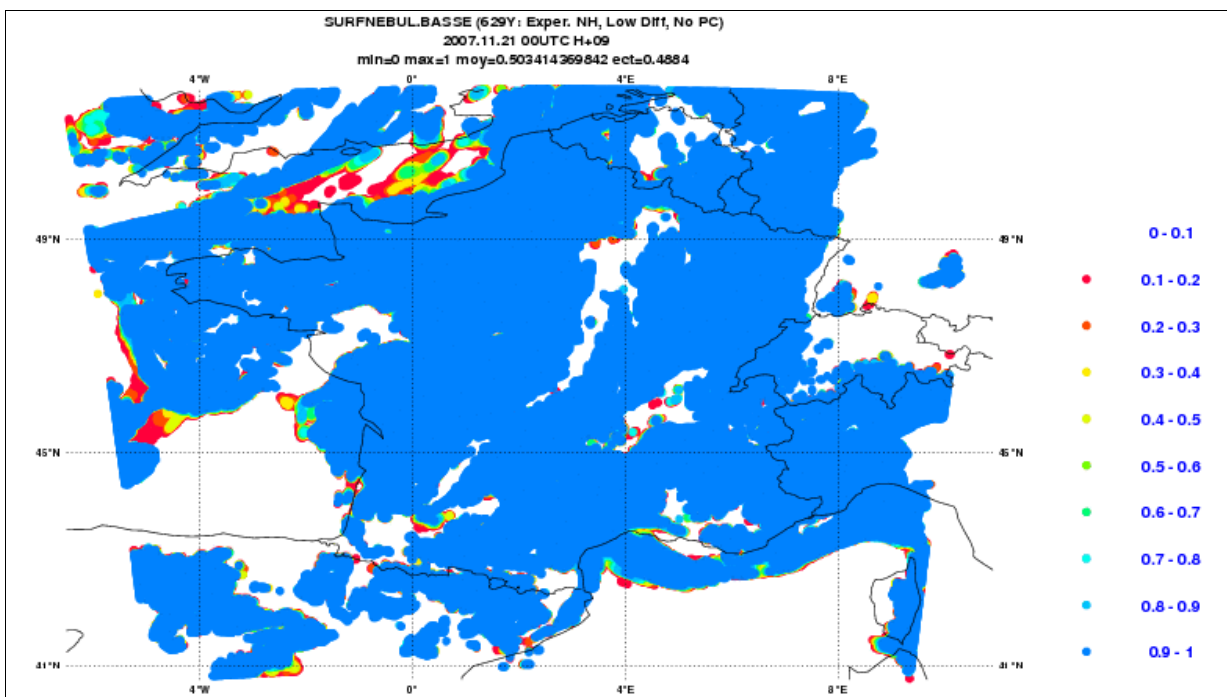 SURFNEBUL.BASSE (629Y: Exper. NH, Low Diff, No PC)
2007.11.21 00UTC H+09
min=0 max=1 moy=0.503414369842 ect=0.4884
4°W 0° 4°E 8°E
49°N 49°N
45°N 45°N
41°N 41°N
4°W 0° 4°E 8°E
0 - 0.1
0.1 - 0.2
0.2 - 0.3
0.3 - 0.4
0.4 - 0.5
0.5 - 0.6
0.6 - 0.7
0.7 - 0.8
0.8 - 0.9
0.9 - 1